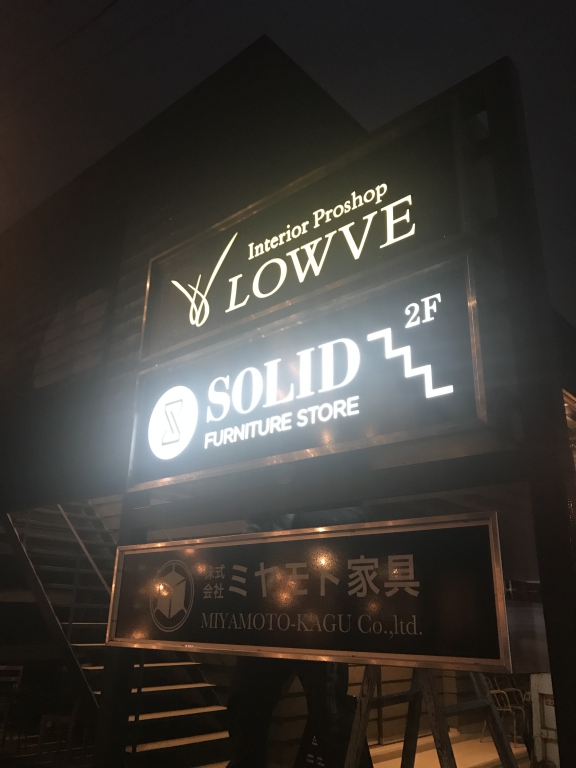 Interior Proshop
LOWVE
2F
SOLID
FURNITURE STORE
株式会社ミヤモト家具
MIYAMOTO-KAGU Co.,ltd.